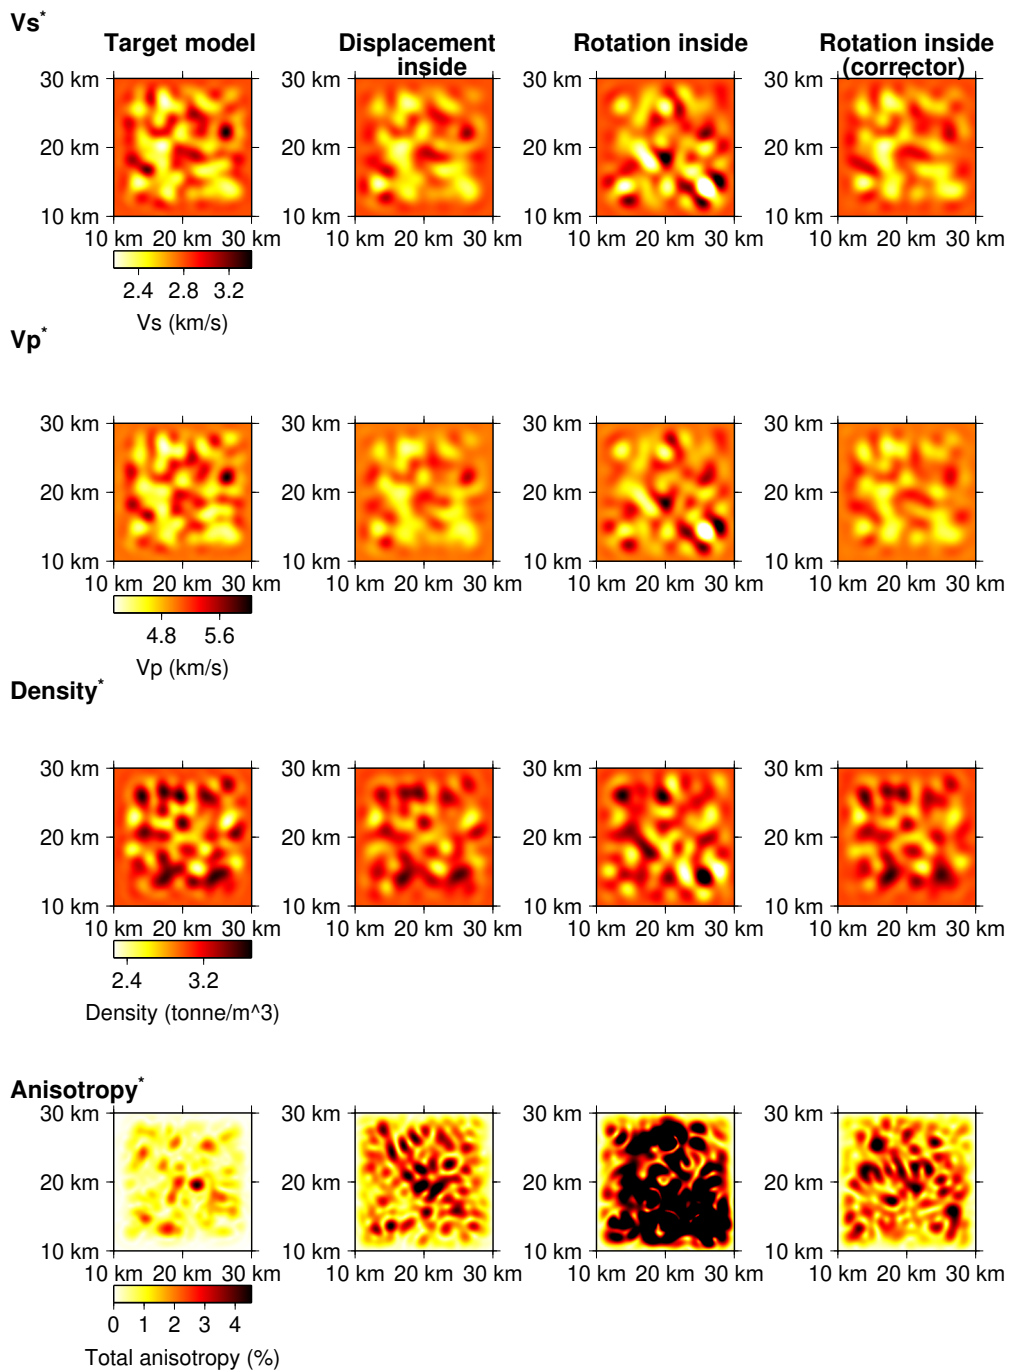 Vs*
Target model Displacement inside Rotation inside Rotation inside (corrector)
30 km 30 km 30 km 30 km
20 km 20 km 20 km 20 km
10 km 10 km 10 km 10 km
10 km 20 km 30 km 10 km 20 km 30 km 10 km 20 km 30 km 10 km 20 km 30 km
2.4 2.8 3.2
Vs (km/s)
Vp*
30 km 30 km 30 km 30 km
20 km 20 km 20 km 20 km
10 km 10 km 10 km 10 km
10 km 20 km 30 km 10 km 20 km 30 km 10 km 20 km 30 km 10 km 20 km 30 km
4.8 5.6
Vp (km/s)
Density*
30 km 30 km 30 km 30 km
20 km 20 km 20 km 20 km
10 km 10 km 10 km 10 km
10 km 20 km 30 km 10 km 20 km 30 km 10 km 20 km 30 km 10 km 20 km 30 km
2.4 3.2
Density (tonne/m^3)
Anisotropy*
30 km 30 km 30 km 30 km
20 km 20 km 20 km 20 km
10 km 10 km 10 km 10 km
10 km 20 km 30 km 10 km 20 km 30 km 10 km 20 km 30 km 10 km 20 km 30 km
0 1 2 3 4
Total anisotropy (%)